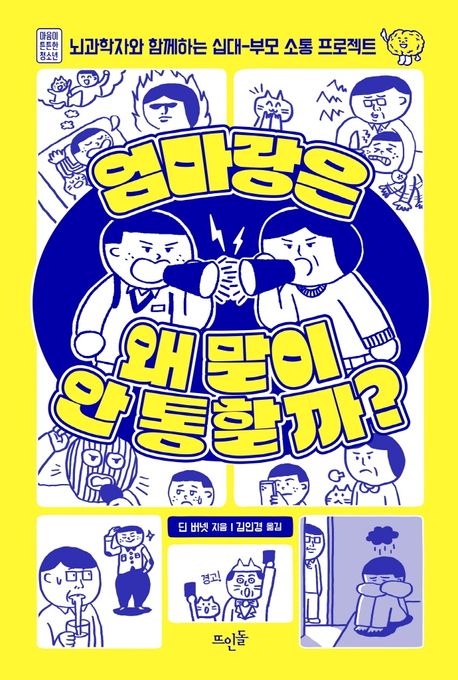 마음이
튼튼한
청소년
뇌과학자와 함께하는 십대-부모 소통 프로젝트
엄마랑은
왜 말이
안 통할까?
딘 버넷 지음 | 김인경 옮김
경고!
뜨인돌